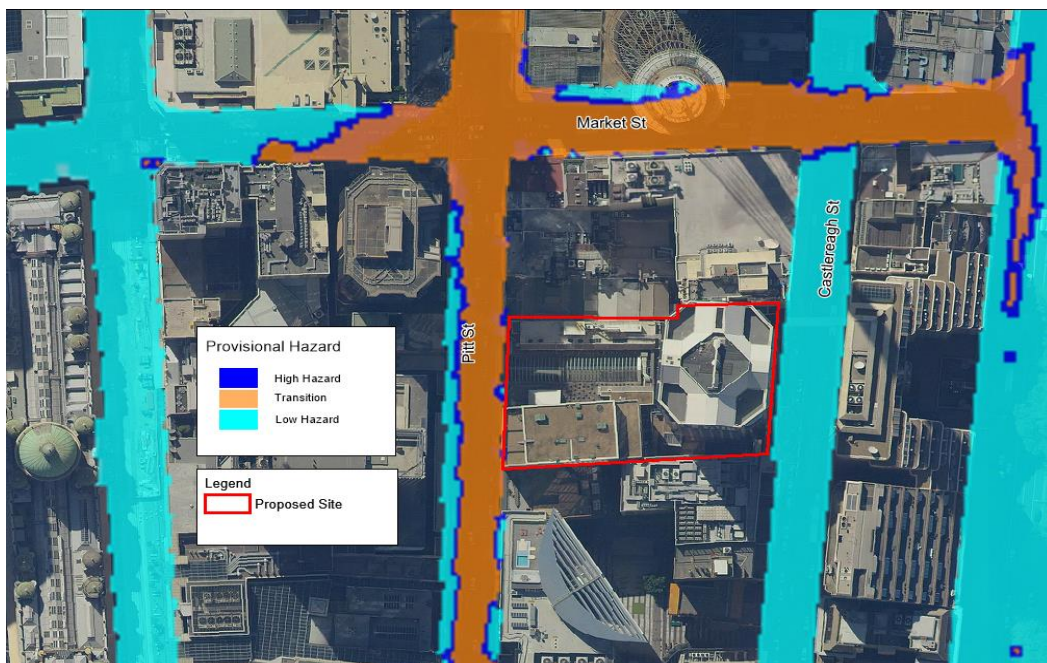 Market St
Castlereagh St
Pitt St
Provisional Hazard
High Hazard
Transition
Low Hazard
Legend
Proposed Site